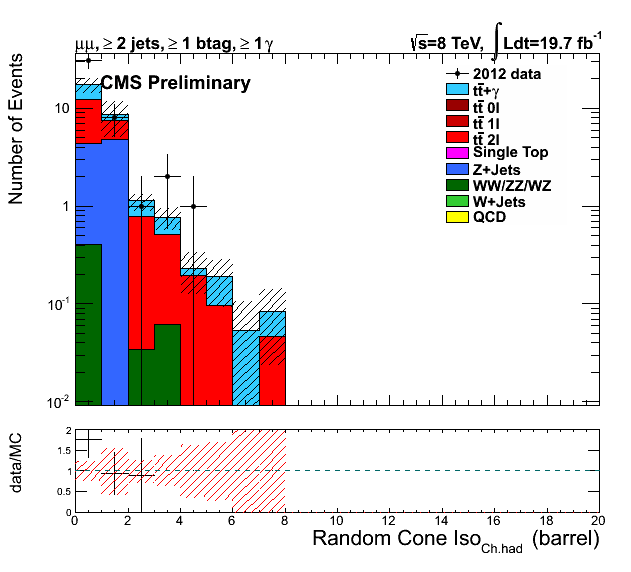 μμ, ≥ 2 jets, ≥ 1 btag, ≥ 1 γ
√s=8 TeV, ∫ Ldt=19.7 fb⁻¹
CMS Preliminary
2012 data
tt̄+γ
tt̄ 0l
tt̄ 1l
tt̄ 2l
Single Top
Z+Jets
WW/ZZ/WZ
W+Jets
QCD
Number of Events
10
1
10⁻¹
10⁻²
data/MC
2
1.5
1
0.5
0
0 2 4 6 8 10 12 14 16 18 20
Random Cone Iso_Ch.had (barrel)